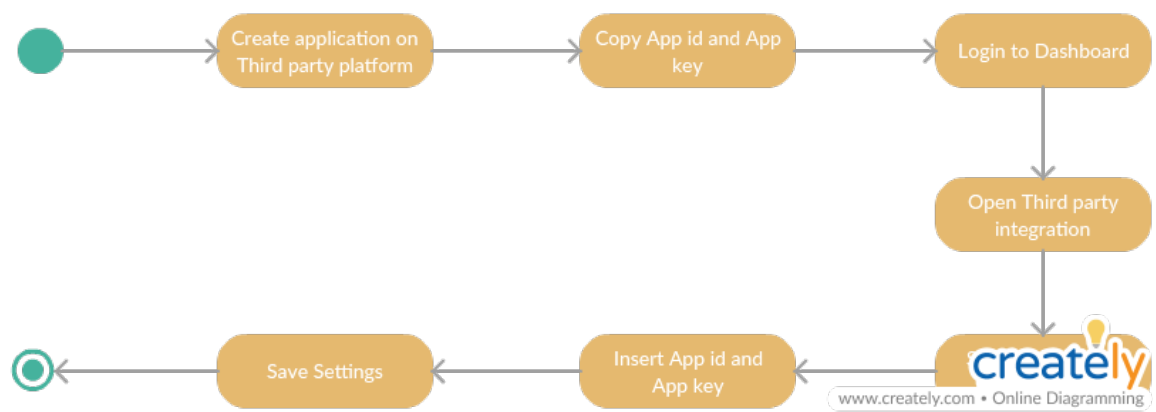 Create application on
Third party platform
Copy App id and App
key
Login to Dashboard
Open Third party
integration
Insert App id and
App key
Save Settings
creately
www.creately.com • Online Diagramming